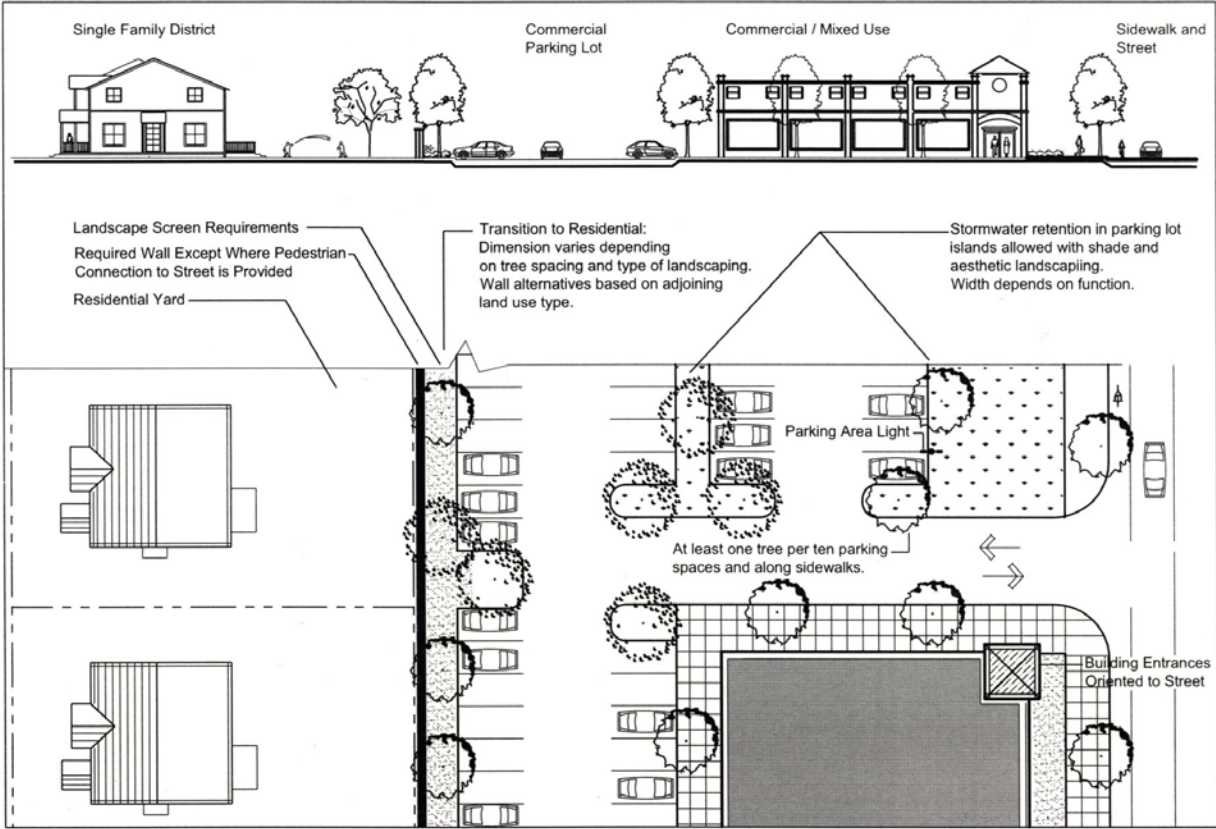 Single Family District
Commercial
Parking Lot
Commercial / Mixed Use
Sidewalk and
Street
Landscape Screen Requirements
Required Wall Except Where Pedestrian
Connection to Street is Provided
Residential Yard
Transition to Residential:
Dimension varies depending
on tree spacing and type of landscaping.
Wall alternatives based on adjoining
land use type.
Stormwater retention in parking lot
islands allowed with shade and
aesthetic landscapiing.
Width depends on function.
Parking Area Light
At least one tree per ten parking
spaces and along sidewalks.
Building Entrances
Oriented to Street